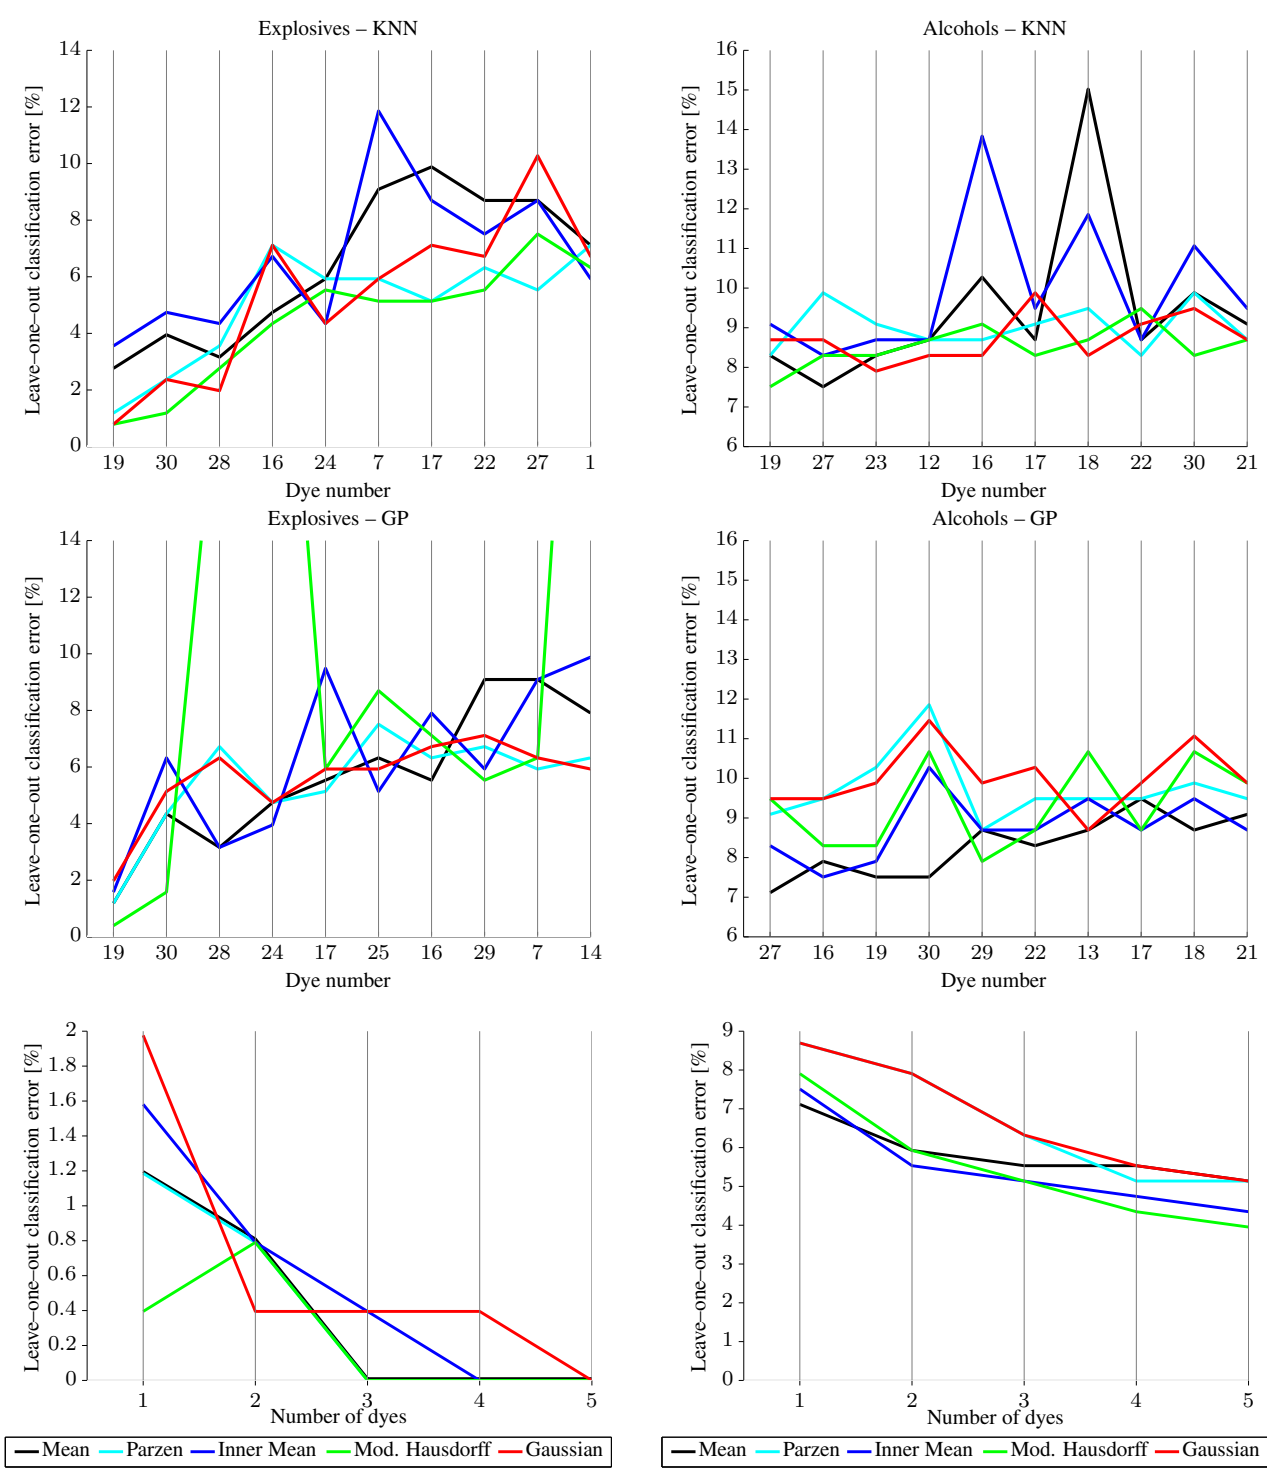 Explosives – KNN
Leave–one–out classification error [%]
14
12
10
8
6
4
2
0
19 30 28 16 24 7 17 22 27 1
Dye number
Alcohols – KNN
Leave–one–out classification error [%]
16
15
14
13
12
11
10
9
8
7
6
19 27 23 12 16 17 18 22 30 21
Dye number
Explosives – GP
Leave–one–out classification error [%]
14
12
10
8
6
4
2
0
19 30 28 24 17 25 16 29 7 14
Dye number
Alcohols – GP
Leave–one–out classification error [%]
16
15
14
13
12
11
10
9
8
7
6
27 16 19 30 29 22 13 17 18 21
Dye number
Leave–one–out classification error [%]
2
1.8
1.6
1.4
1.2
1
0.8
0.6
0.4
0.2
0
1 2 3 4 5
Number of dyes
Mean Parzen Inner Mean Mod. Hausdorff Gaussian
Leave–one–out classification error [%]
9
8
7
6
5
4
3
2
1
0
1 2 3 4 5
Number of dyes
Mean Parzen Inner Mean Mod. Hausdorff Gaussian